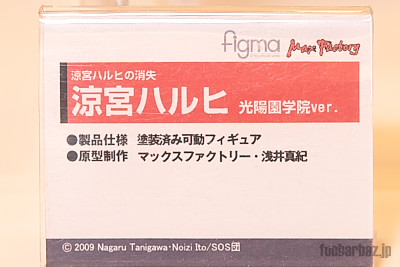 figma Max Factory
涼宮ハルヒの消失
涼宮ハルヒ 光陽園学院ver.
●製品仕様 塗装済み可動フィギュア
●原型制作 マックスファクトリー・浅井真紀
© 2009 Nagaru Tanigawa・Noizi Ito/SOS団
fucbarbaz.jp